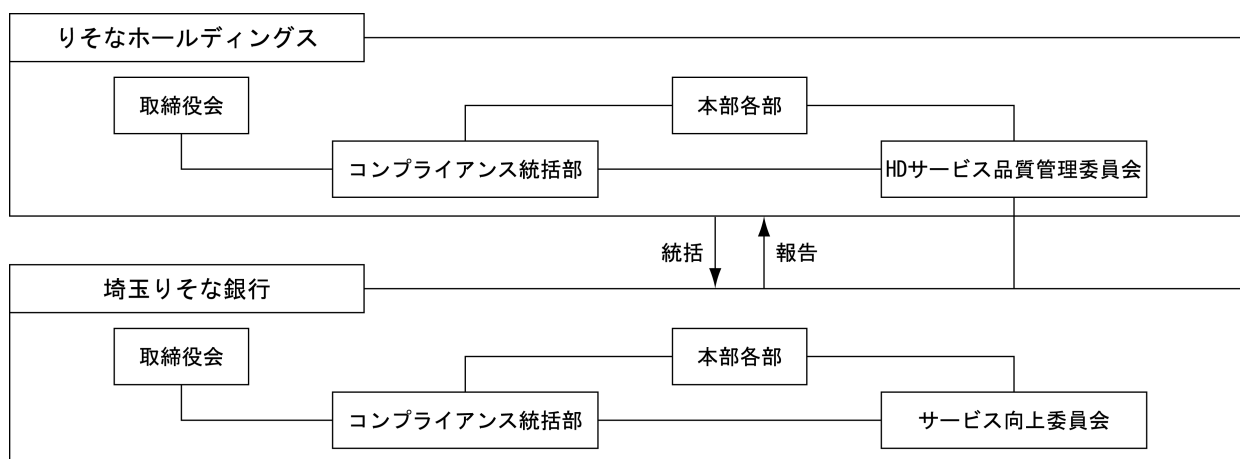 りそなホールディングス
取締役会
本部各部
コンプライアンス統括部
HDサービス品質管理委員会
統括
報告
埼玉りそな銀行
取締役会
本部各部
コンプライアンス統括部
サービス向上委員会